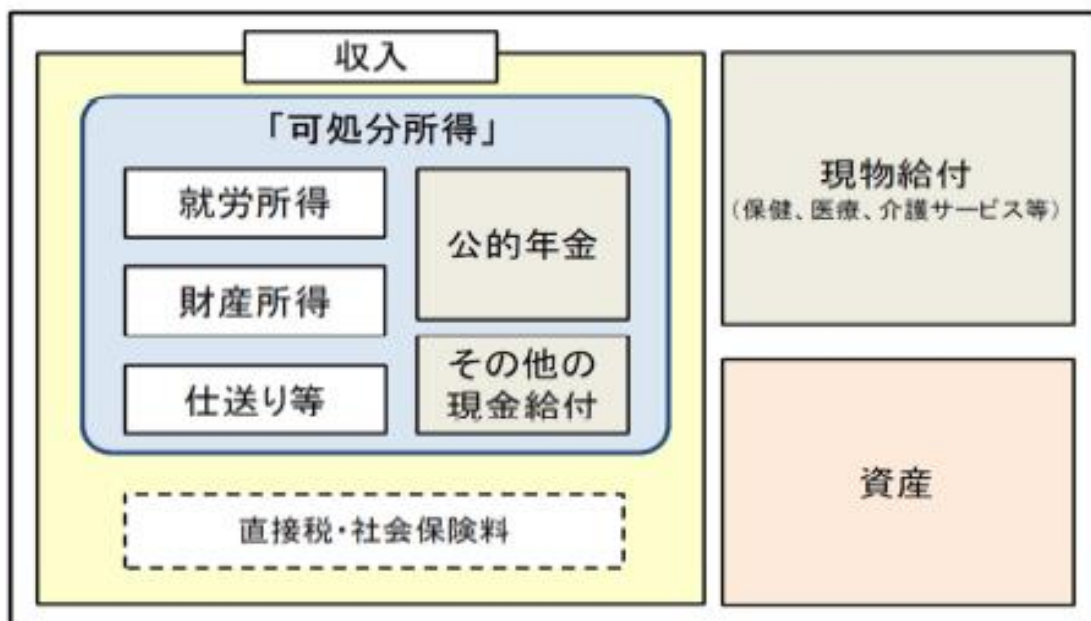 収入
「可処分所得」
就労所得
財産所得
仕送り等
公的年金
その他の
現金給付
直接税・社会保険料
現物給付
（保健、医療、介護サービス等）
資産